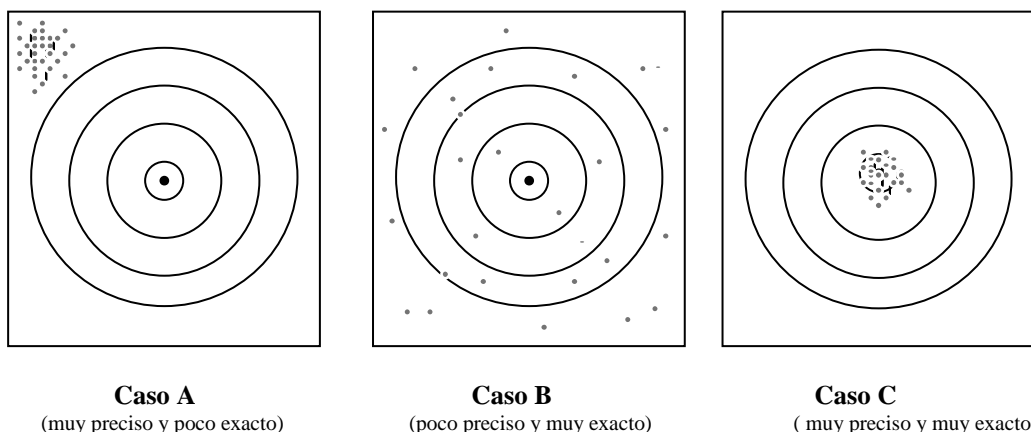 Caso A
(muy preciso y poco exacto)
Caso B
(poco preciso y muy exacto)
Caso C
( muy preciso y muy exacto